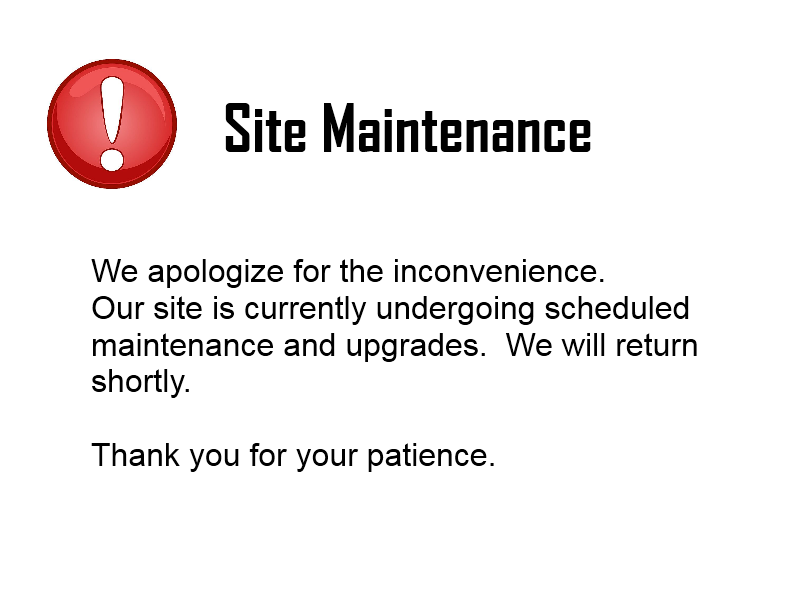 Site Maintenance
We apologize for the inconvenience.
Our site is currently undergoing scheduled
maintenance and upgrades.  We will return
shortly.
Thank you for your patience.